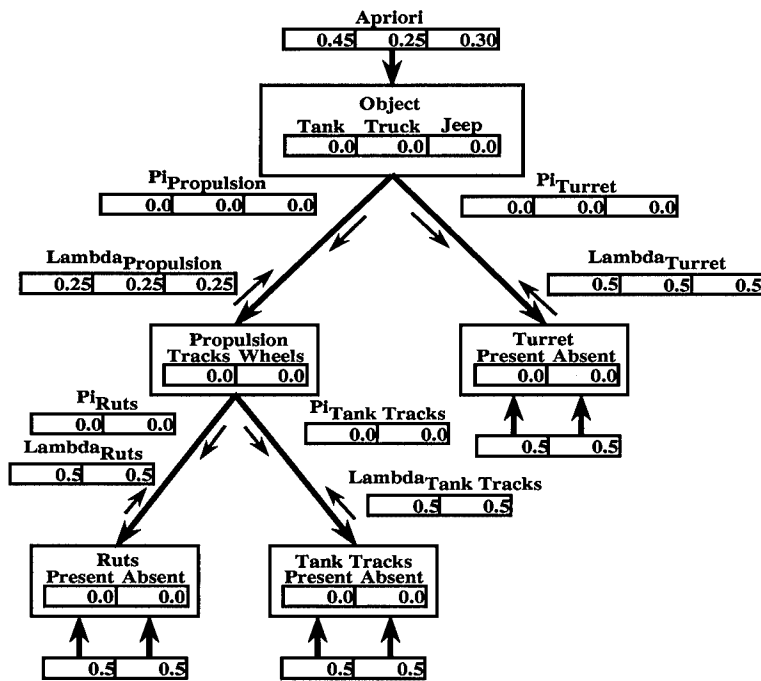 Apriori
0.45 0.25 0.30
Object
Tank Truck Jeep
0.0 0.0 0.0
PiPropulsion
0.0 0.0 0.0
PiTurret
0.0 0.0 0.0
LambdaPropulsion
0.25 0.25 0.25
LambdaTurret
0.5 0.5 0.5
Propulsion
Tracks Wheels
0.0 0.0
Turret
Present Absent
0.0 0.0
PiRuts
0.0 0.0
PiTank Tracks
0.0 0.0
0.5 0.5
LambdaRuts
0.5 0.5
LambdaTank Tracks
0.5 0.5
Ruts
Present Absent
0.0 0.0
Tank Tracks
Present Absent
0.0 0.0
0.5 0.5
0.5 0.5